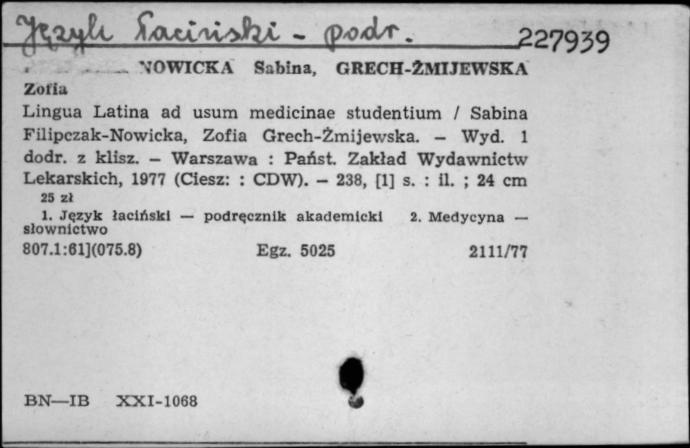 Język łaciński - podr. 227939
NOWICKA Sabina, GRECH-ŻMIJEWSKA
Zofia
Lingua Latina ad usum medicinae studentium / Sabina
Filipczak-Nowicka, Zofia Grech-Żmijewska. – Wyd. 1
dodr. z klisz. – Warszawa : Państ. Zakład Wydawnictw
Lekarskich, 1977 (Ciesz: : CDW). – 238, [1] s. : il. ; 24 cm
25 zł
1. Język łaciński — podręcznik akademicki 2. Medycyna —
słownictwo
807.1:61](075.8) Egz. 5025 2111/77
BN—IB XXI-1068